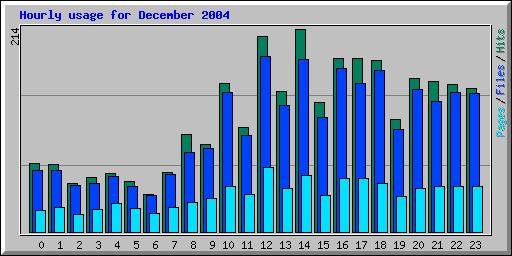 Hourly usage for December 2004
214
Pages/Files/Hits
0 1 2 3 4 5 6 7 8 9 10 11 12 13 14 15 16 17 18 19 20 21 22 23